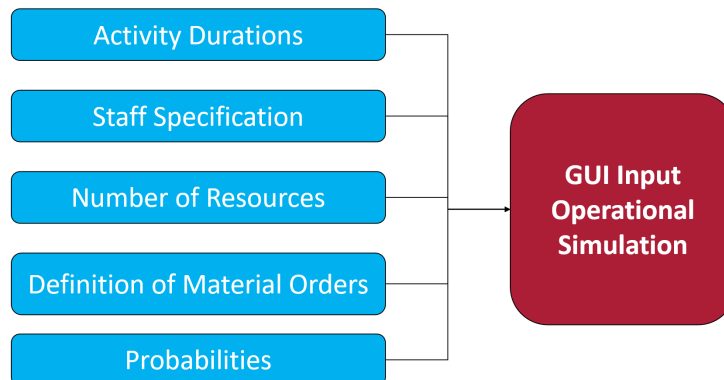 Activity Durations
Staff Specification
Number of Resources
Definition of Material Orders
Probabilities
GUI Input
Operational
Simulation